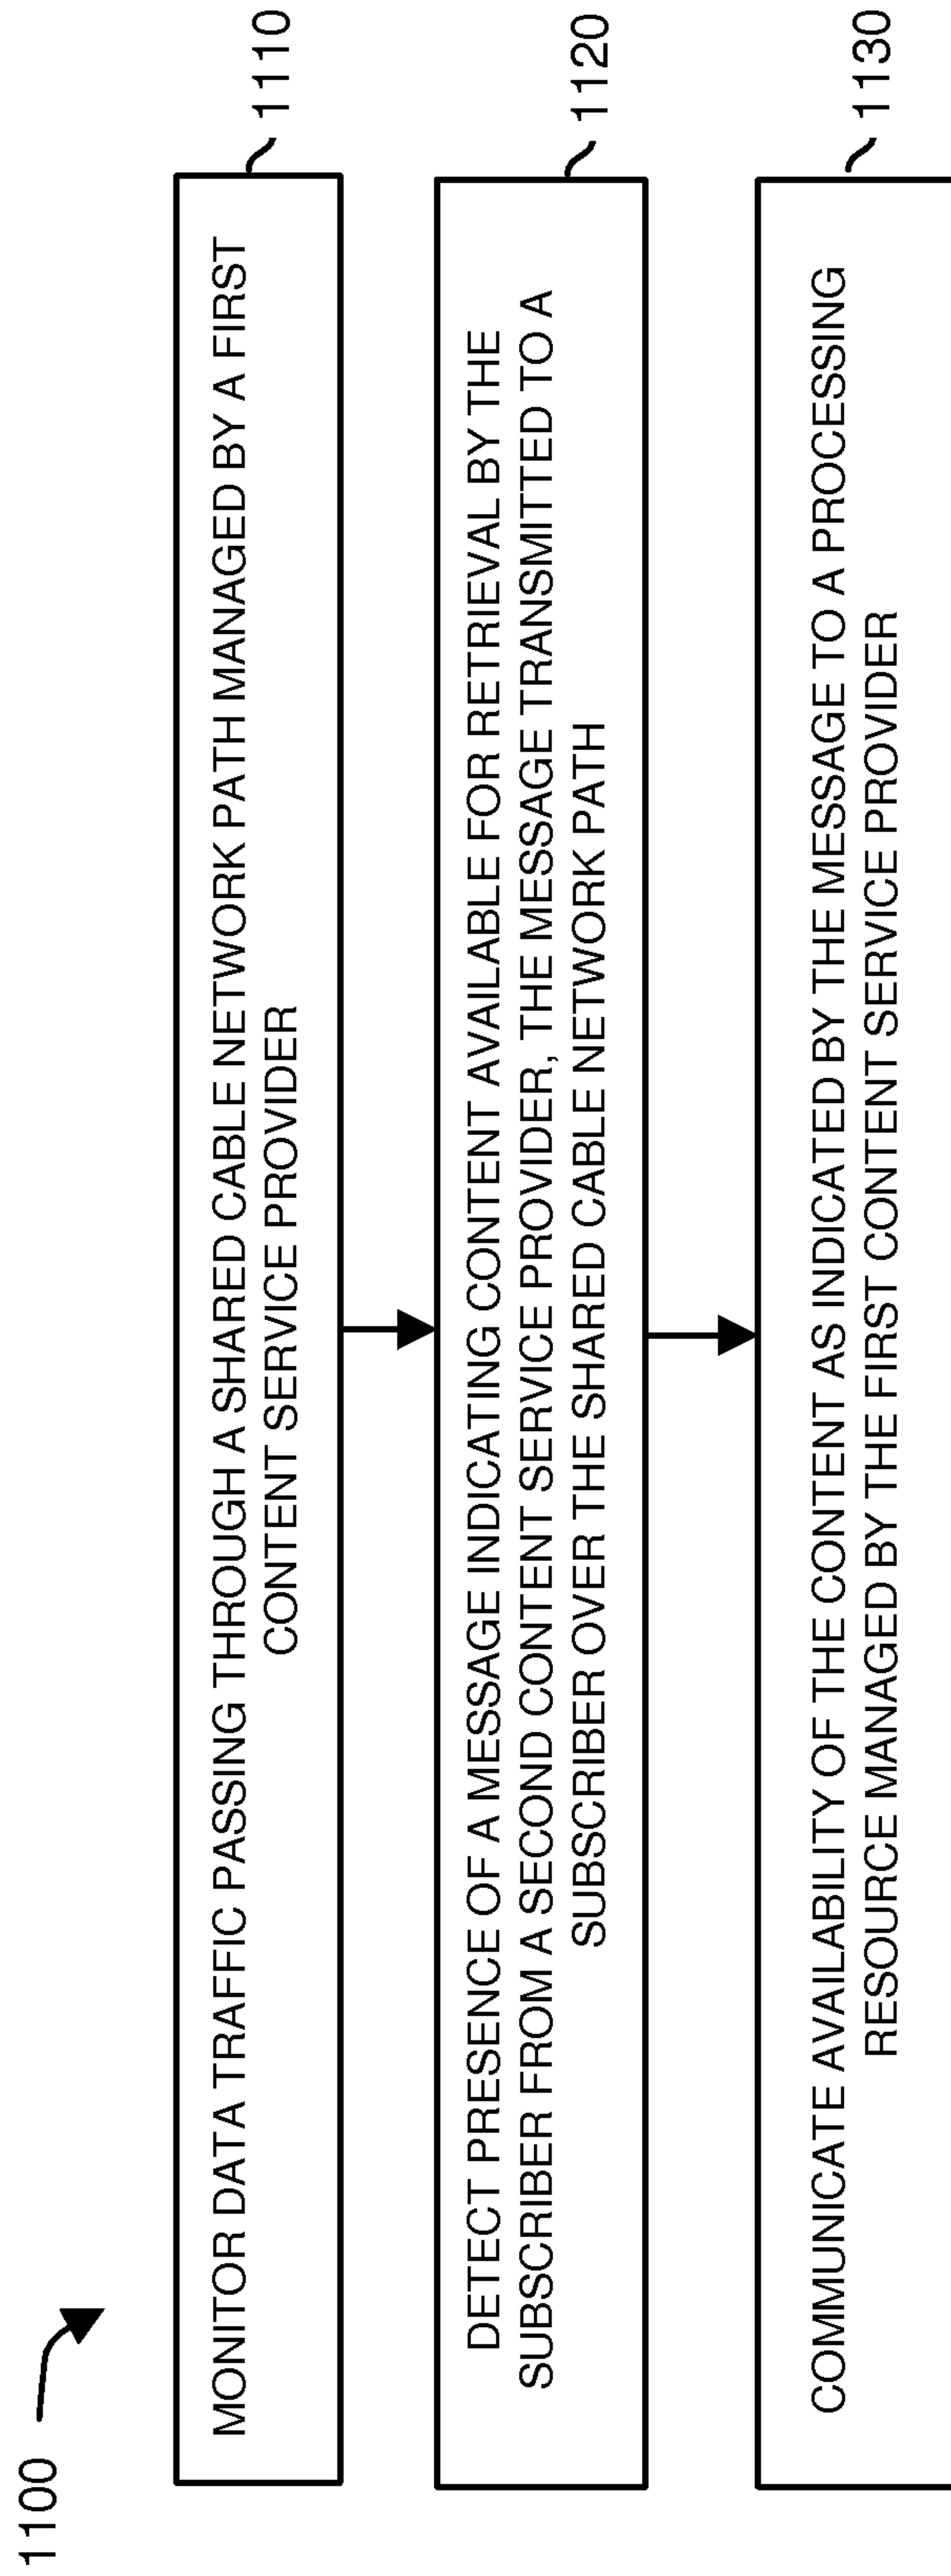 1100
MONITOR DATA TRAFFIC PASSING THROUGH A SHARED CABLE NETWORK PATH MANAGED BY A FIRST
CONTENT SERVICE PROVIDER
1110
DETECT PRESENCE OF A MESSAGE INDICATING CONTENT AVAILABLE FOR RETRIEVAL BY THE
SUBSCRIBER FROM A SECOND CONTENT SERVICE PROVIDER, THE MESSAGE TRANSMITTED TO A
SUBSCRIBER OVER THE SHARED CABLE NETWORK PATH
1120
COMMUNICATE AVAILABILITY OF THE CONTENT AS INDICATED BY THE MESSAGE TO A PROCESSING
RESOURCE MANAGED BY THE FIRST CONTENT SERVICE PROVIDER
1130